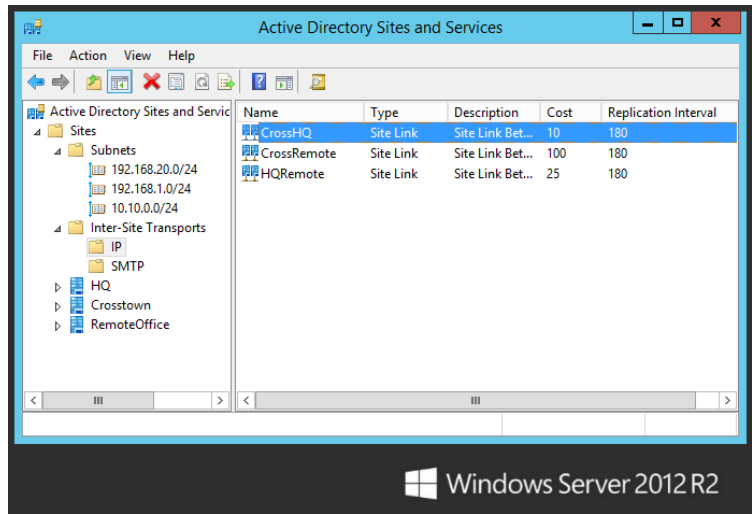 Active Directory Sites and Services
File Action View Help
Active Directory Sites and Servic
Name Type Description Cost Replication Interval
Sites
CrossHQ Site Link Site Link Bet... 10 180
Subnets
CrossRemote Site Link Site Link Bet... 100 180
192.168.20.0/24
HQRemote Site Link Site Link Bet... 25 180
192.168.1.0/24
10.10.0.0/24
Inter-Site Transports
IP
SMTP
HQ
Crosstown
RemoteOffice
Windows Server 2012 R2